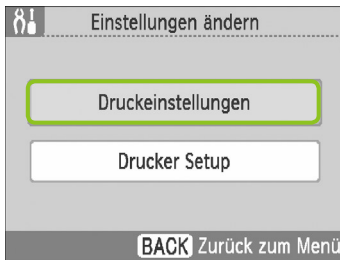 Einstellungen ändern
Druckeinstellungen
Drucker Setup
BACK Zurück zum Menü